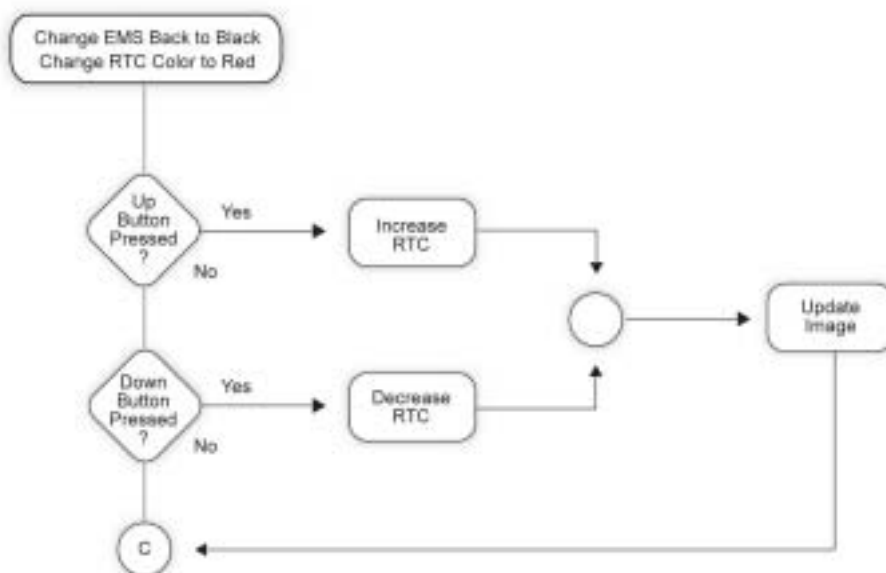 Change EMS Back to Black
Change RTC Color to Red
Up
Button
Pressed
?
Yes
No
Increase
RTC
Update
Image
Down
Button
Pressed
?
Yes
No
Decrease
RTC
C